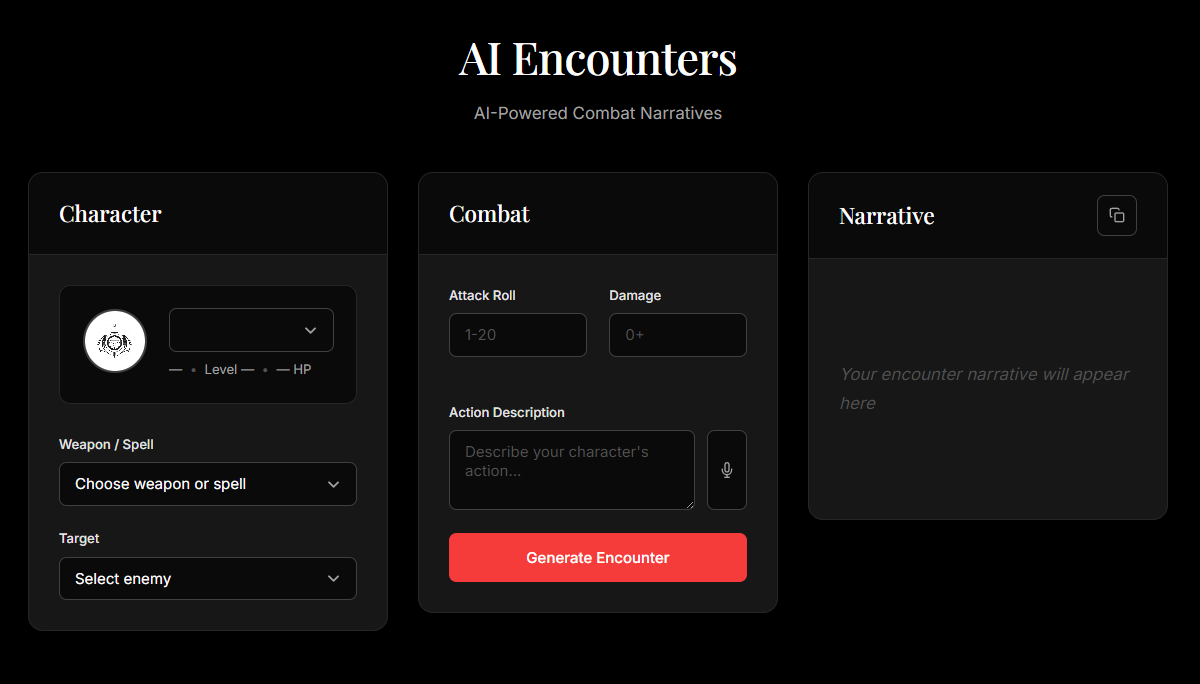 AI Encounters
AI-Powered Combat Narratives
Character
— • Level — • — HP
Weapon / Spell
Choose weapon or spell
Target
Select enemy
Combat
Attack Roll
Damage
1-20
0+
Action Description
Describe your character's
action...
Generate Encounter
Narrative
Your encounter narrative will appear
here